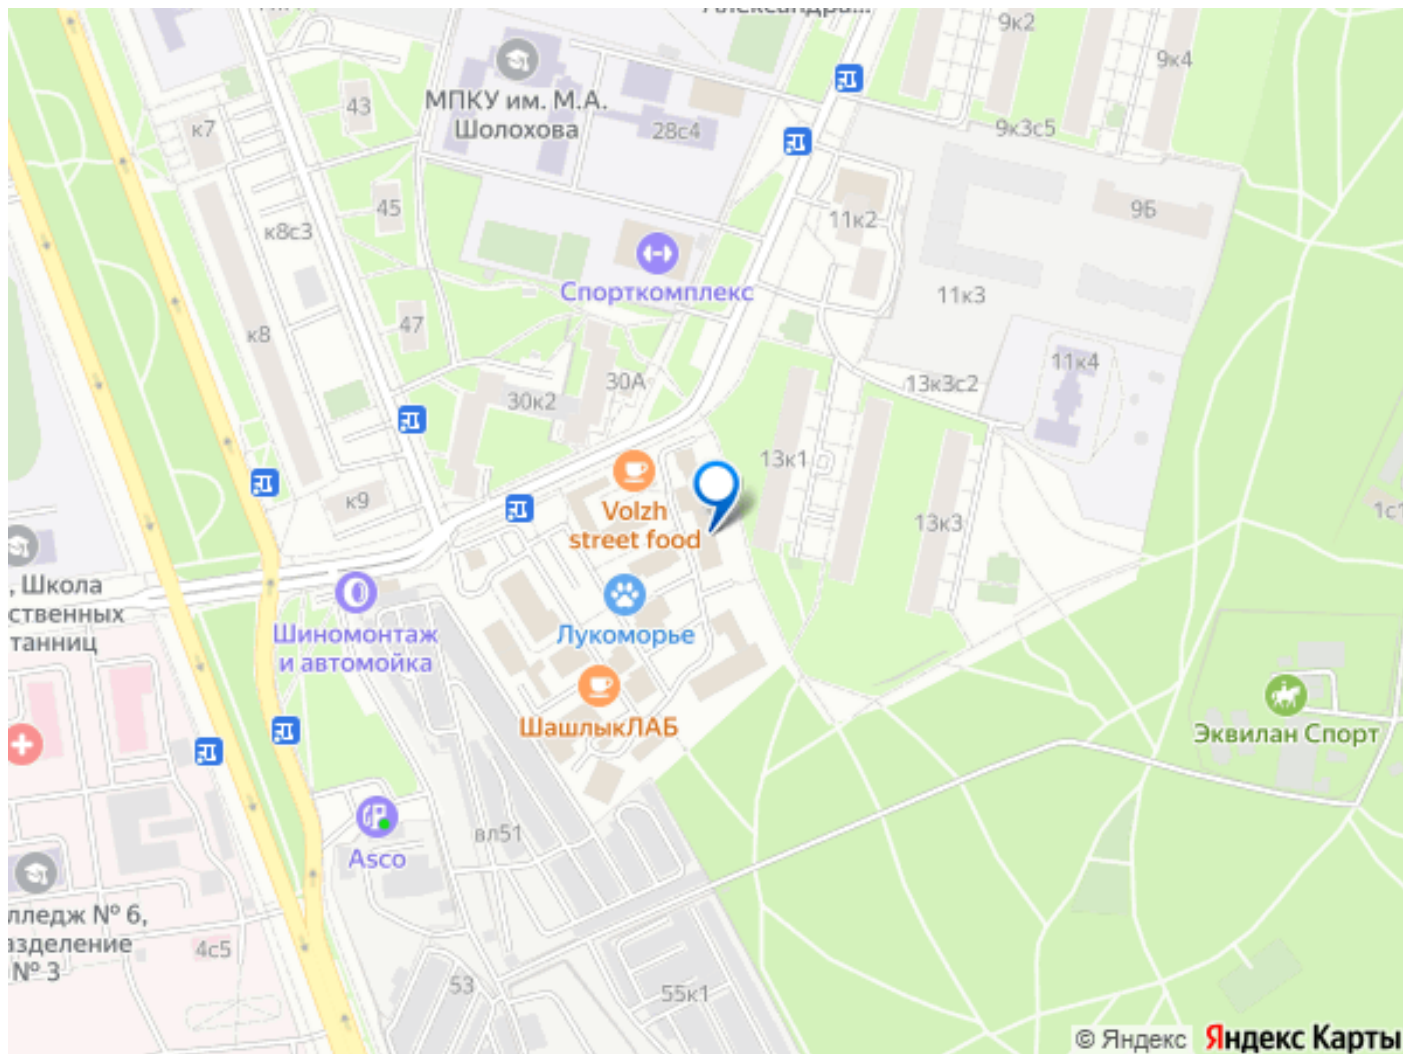 9к2
9к4
МПКУ им. М.А.
Шолохова
43
к7
28с4
9к3с5
45
9Б
11к2
к8с3
Спорткомплекс
11к3
47
к8
11к4
30А
13к3с2
30к2
13к1
к9
Volzh
street food
13к3
, Школа
ственных
танниц
Шиномонтаж
и автомойка
Лукоморье
ШашлыкЛАБ
Эквилан Спорт
вл51
Asco
лледж № 6,
азделение
№ 3
4с5
53
55к1
© Яндекс
Яндекс Карты